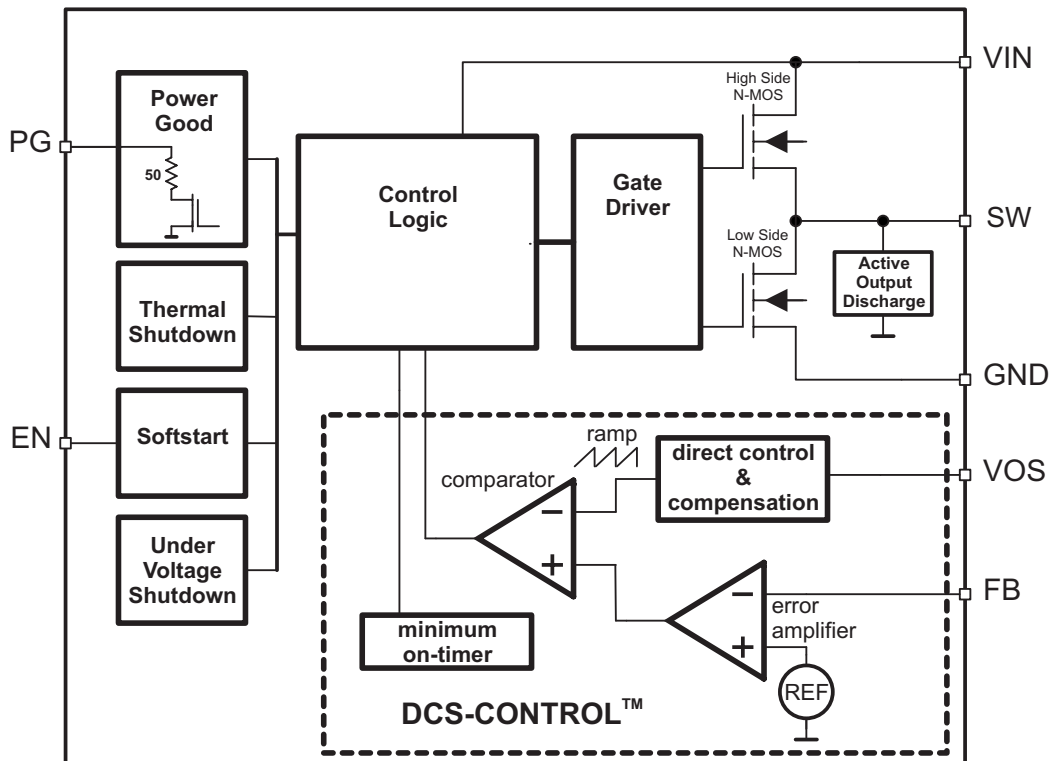 VIN
High Side
N-MOS
Power
Good
PG
50
Control
Logic
Gate
Driver
SW
Low Side
N-MOS
Active
Output
Discharge
Thermal
Shutdown
GND
EN
Softstart
ramp
comparator
direct control
&
compensation
VOS
−
+
Under
Voltage
Shutdown
FB
−
+
error
amplifier
minimum
on-timer
REF
DCS-CONTROL™